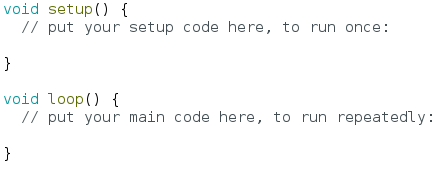 void setup() {
  // put your setup code here, to run once:
}
void loop() {
  // put your main code here, to run repeatedly:
}